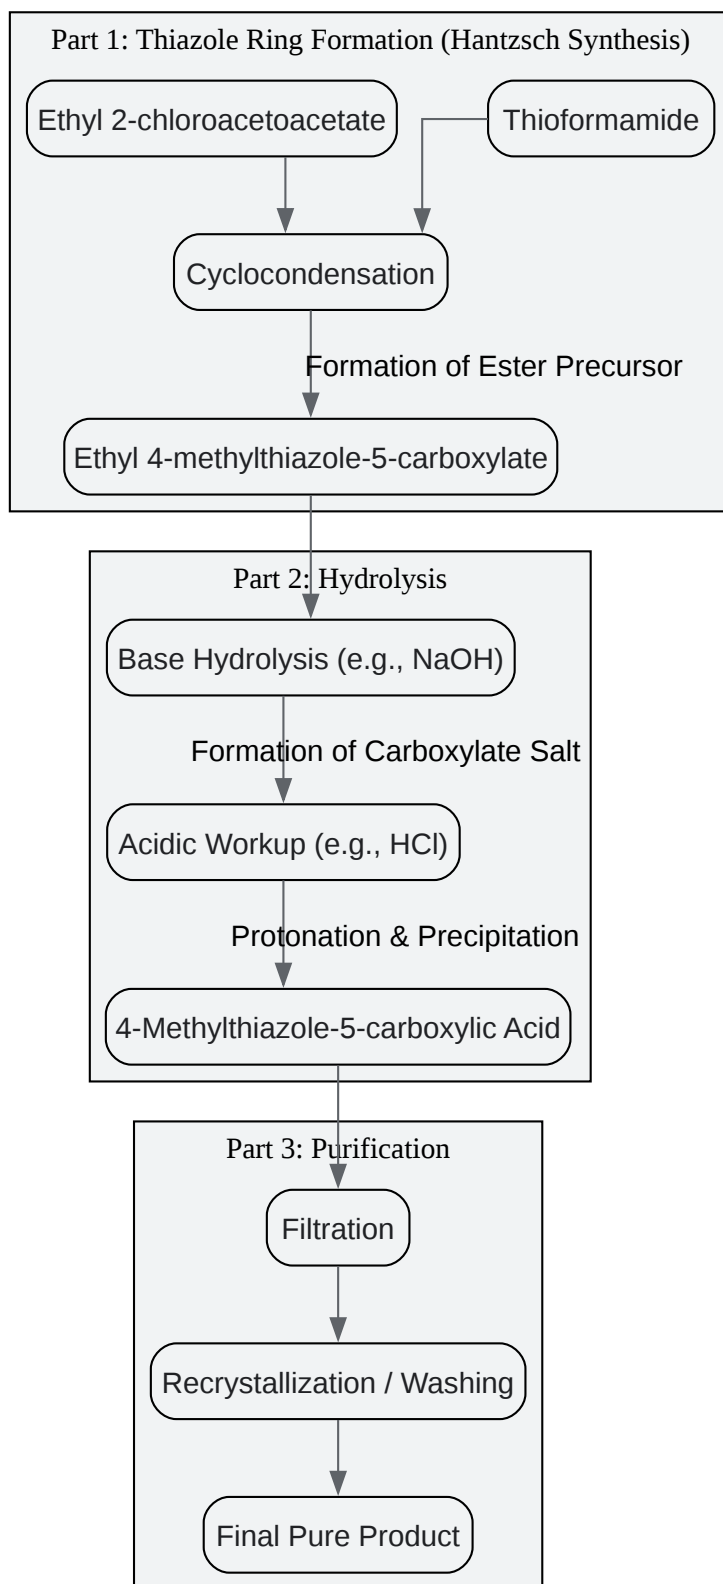 Part 1: Thiazole Ring Formation (Hantzsch Synthesis)
Ethyl 2-chloroacetoacetate
Thioformamide
Cyclocondensation
Formation of Ester Precursor
Ethyl 4-methylthiazole-5-carboxylate
Part 2: Hydrolysis
Base Hydrolysis (e.g., NaOH)
Formation of Carboxylate Salt
Acidic Workup (e.g., HCl)
Protonation & Precipitation
4-Methylthiazole-5-carboxylic Acid
Part 3: Purification
Filtration
Recrystallization / Washing
Final Pure Product